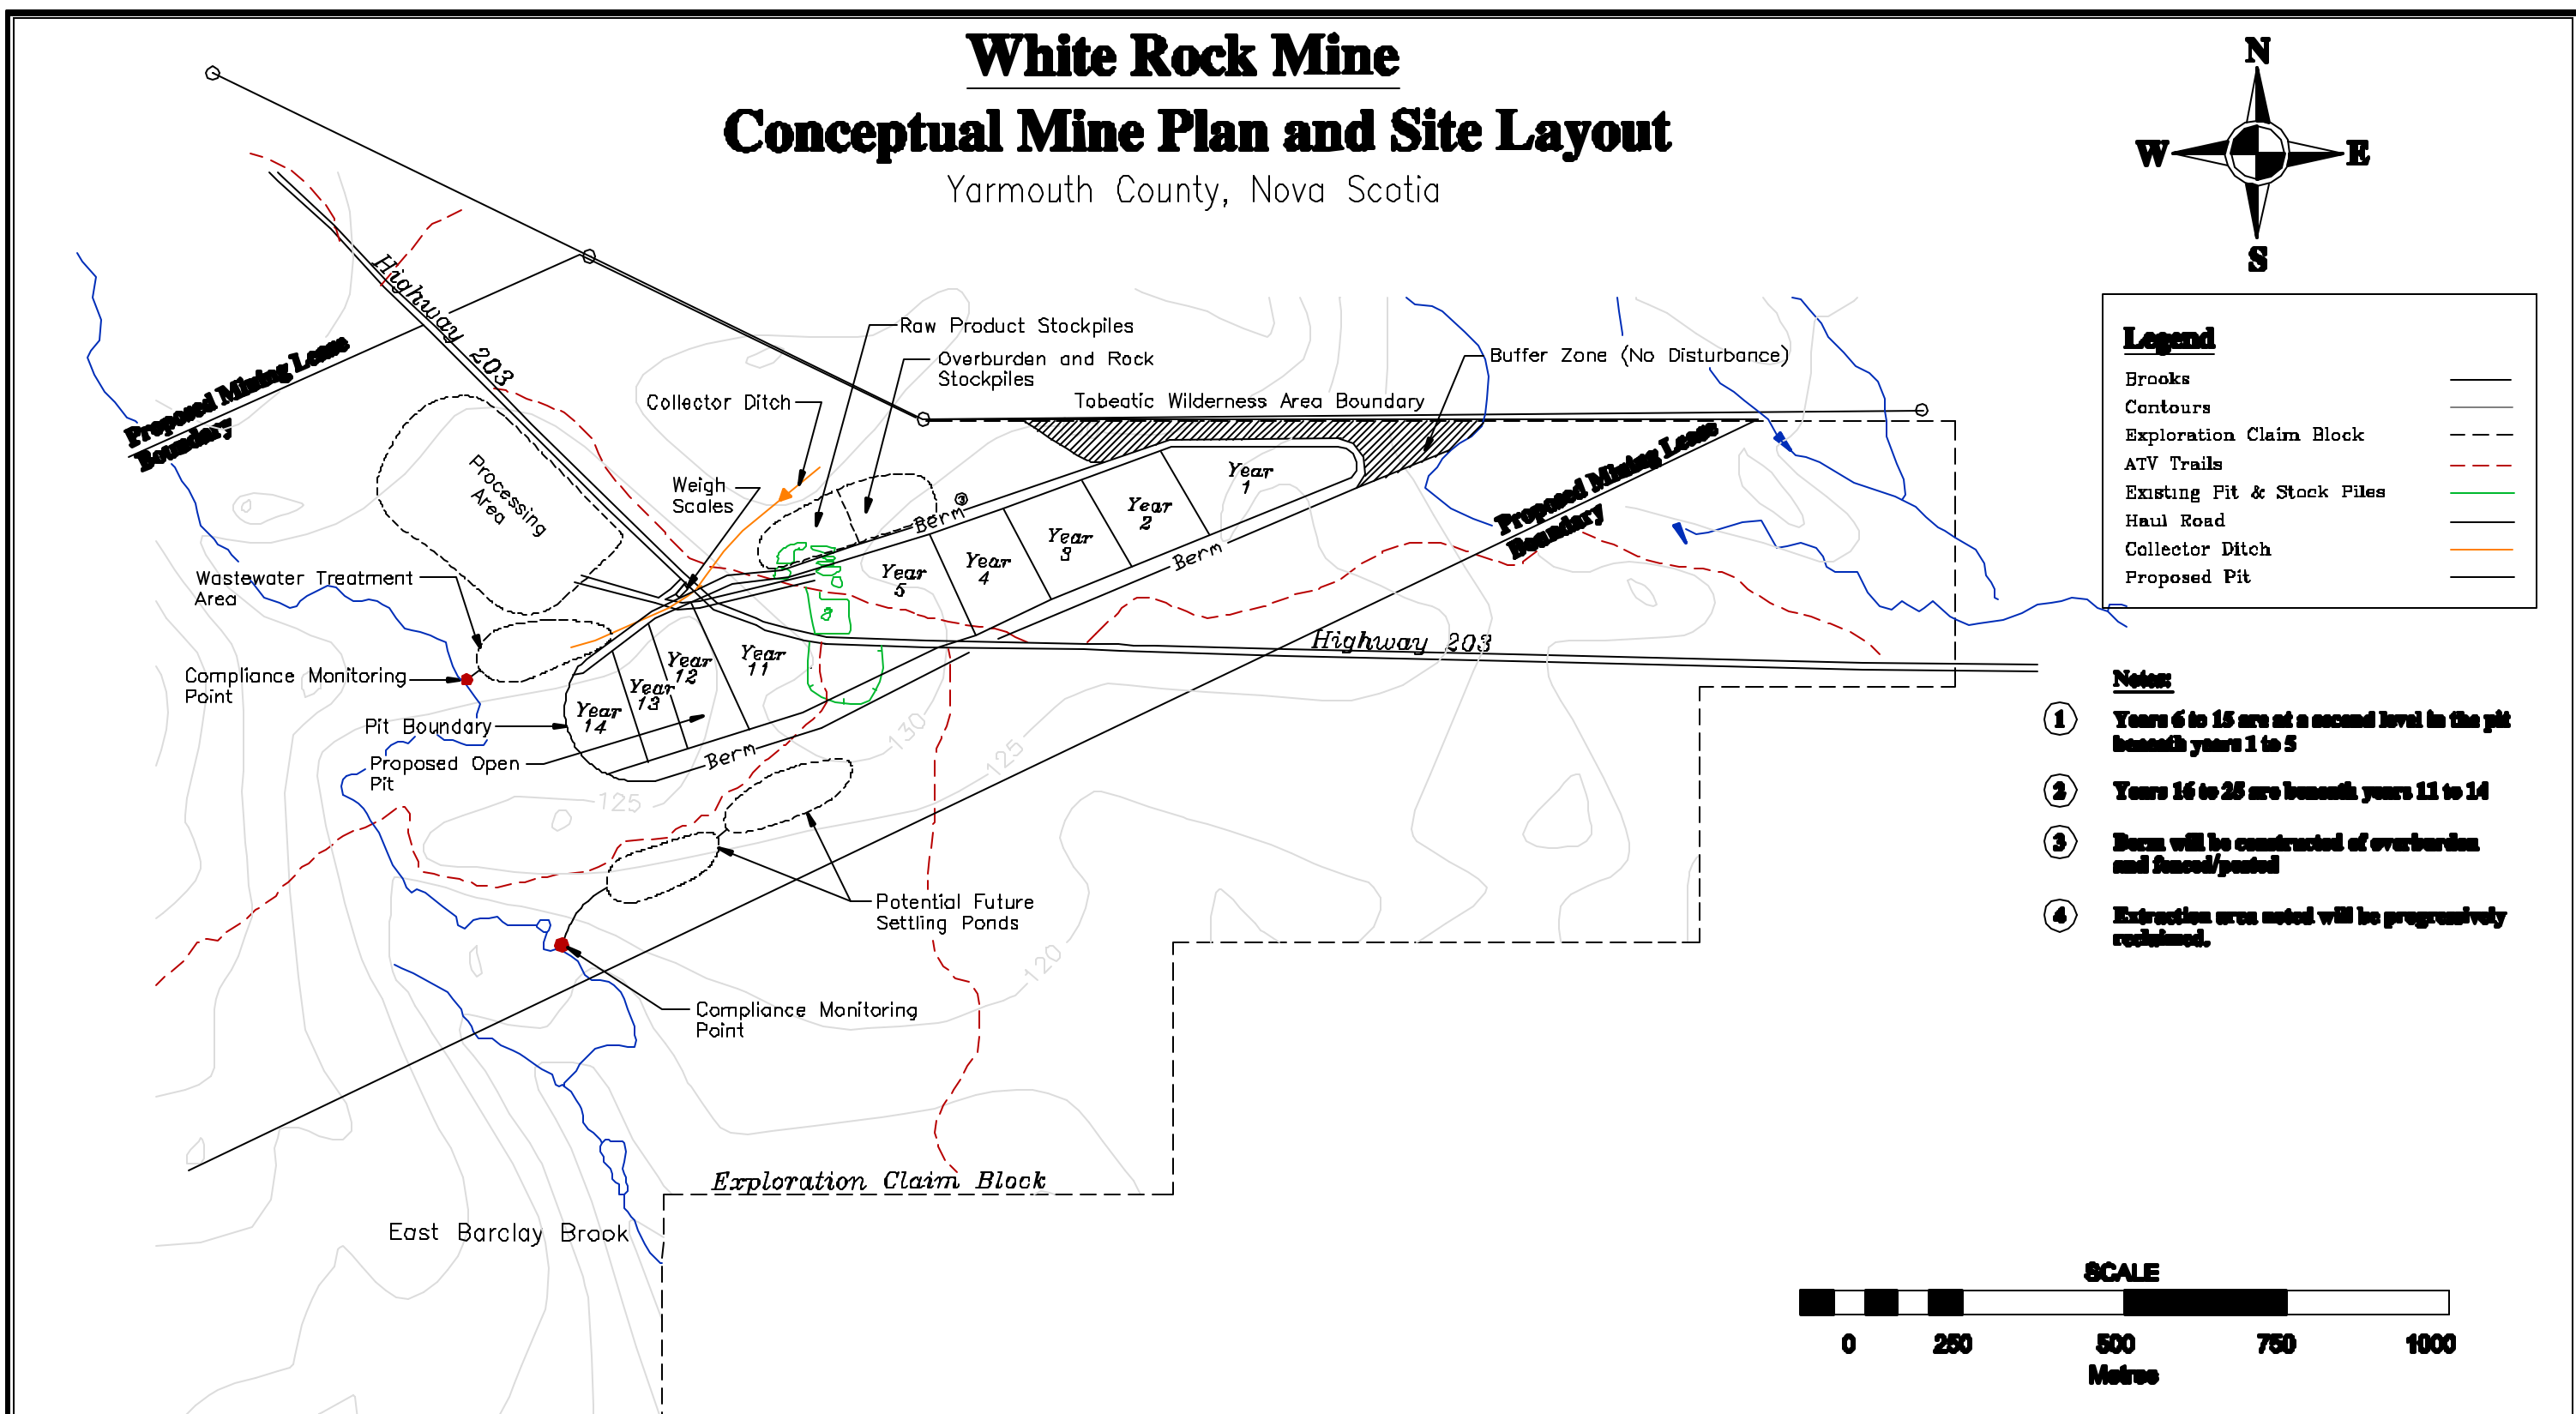 White Rock Mine
Conceptual Mine Plan and Site Layout
Yarmouth County, Nova Scotia
N
W
E
S
Highway 203
Proposed Mining Lease
Boundary
Raw Product Stockpiles
Overburden and Rock
Stockpiles
Collector Ditch
Tobeatic Wilderness Area Boundary
Buffer Zone (No Disturbance)
Weigh
Scales
Processing
Area
Wastewater Treatment
Area
Compliance Monitoring
Point
Pit Boundary
Proposed Open
Pit
Berm
3
Year
1
Year
2
Year
3
Year
4
Year
5
Berm
Year
11
Year
12
Year
13
Year
14
Berm
Proposed Mining Lease
Boundary
Highway 203
130
125
125
120
Potential Future
Settling Ponds
Compliance Monitoring
Point
Exploration Claim Block
East Barclay Brook
Legend
Brooks
Contours
Exploration Claim Block
ATV Trails
Existing Pit & Stock Piles
Haul Road
Collector Ditch
Proposed Pit
Notes:
1 Years 6 to 15 are at a second level in the pit
beneath years 1 to 5
2 Years 16 to 25 are beneath years 11 to 14
3 Berm will be constructed of overburden
and fenced/posted
4 Extraction area noted will be progressively
reclaimed.
SCALE
0 250 500 750 1000
Metres